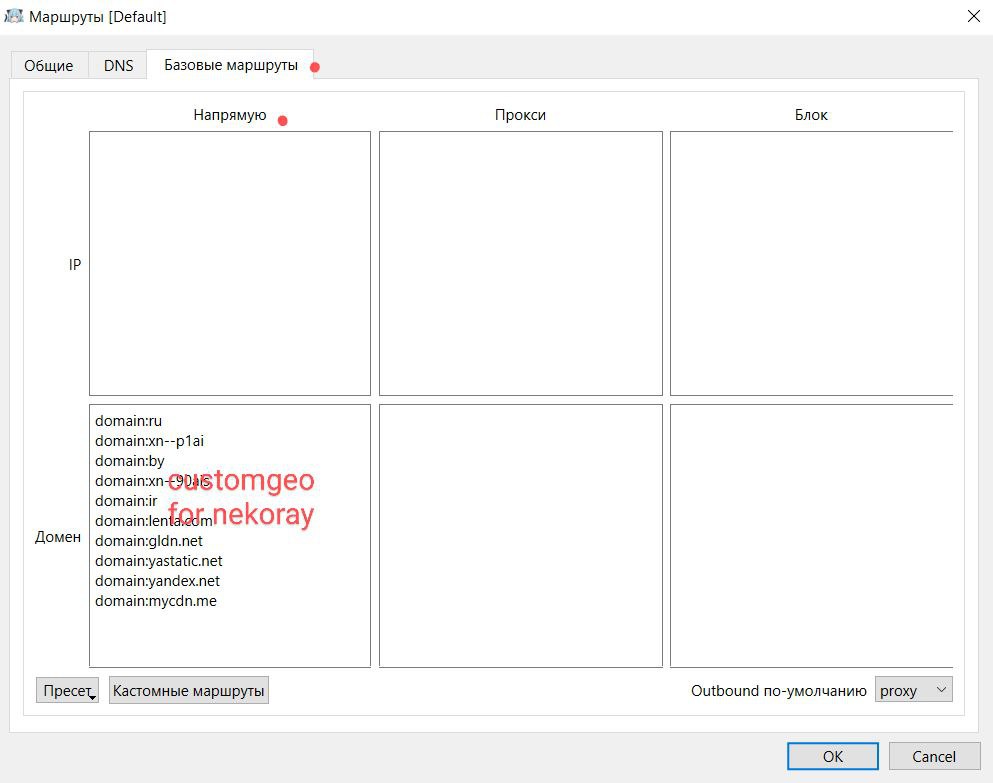 Маршруты [Default]
Общие DNS Базовые маршруты
Напрямую Прокси Блок
IP
Домен
domain:ru
domain:xn--p1ai
domain:by
domain:xn--90ais
domain:ir
domain:lenta.com
domain:gldn.net
domain:yastatic.net
domain:yandex.net
domain:mycdn.me
customgeo
for nekoray
Пресет Кастомные маршруты Outbound по-умолчанию proxy
OK Cancel